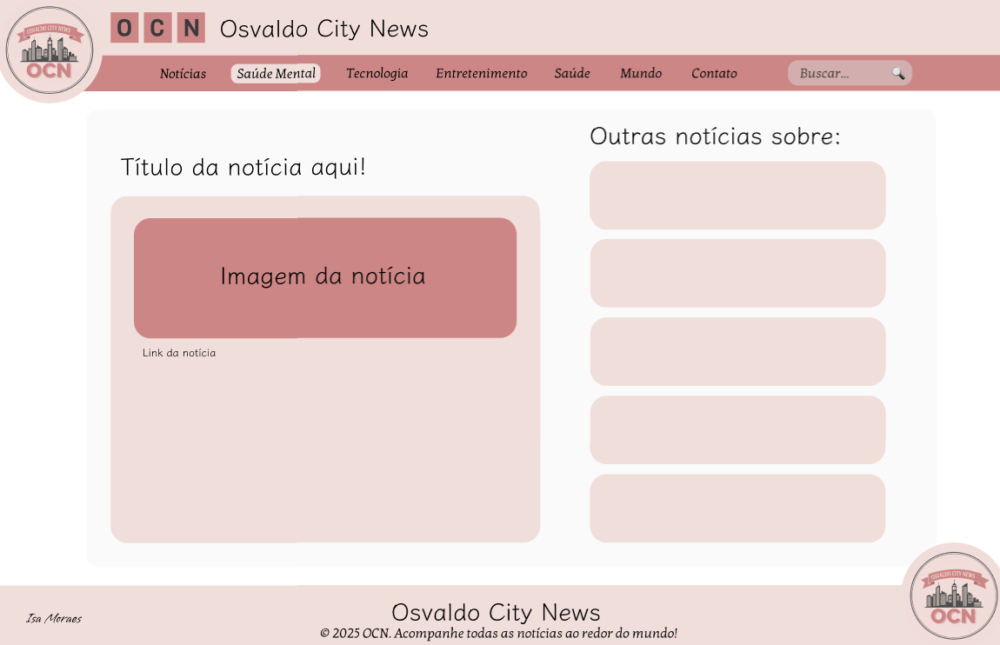 OSVALDO CITY NEWS
OCN
O C N
Osvaldo City News
Notícias Saúde Mental Tecnologia Entretenimento Saúde Mundo Contato Buscar...
Título da notícia aqui!
Imagem da notícia
Link da notícia
Outras notícias sobre:
Isa Moraes
Osvaldo City News
© 2025 OCN. Acompanhe todas as notícias ao redor do mundo!
OSVALDO CITY NEWS
OCN